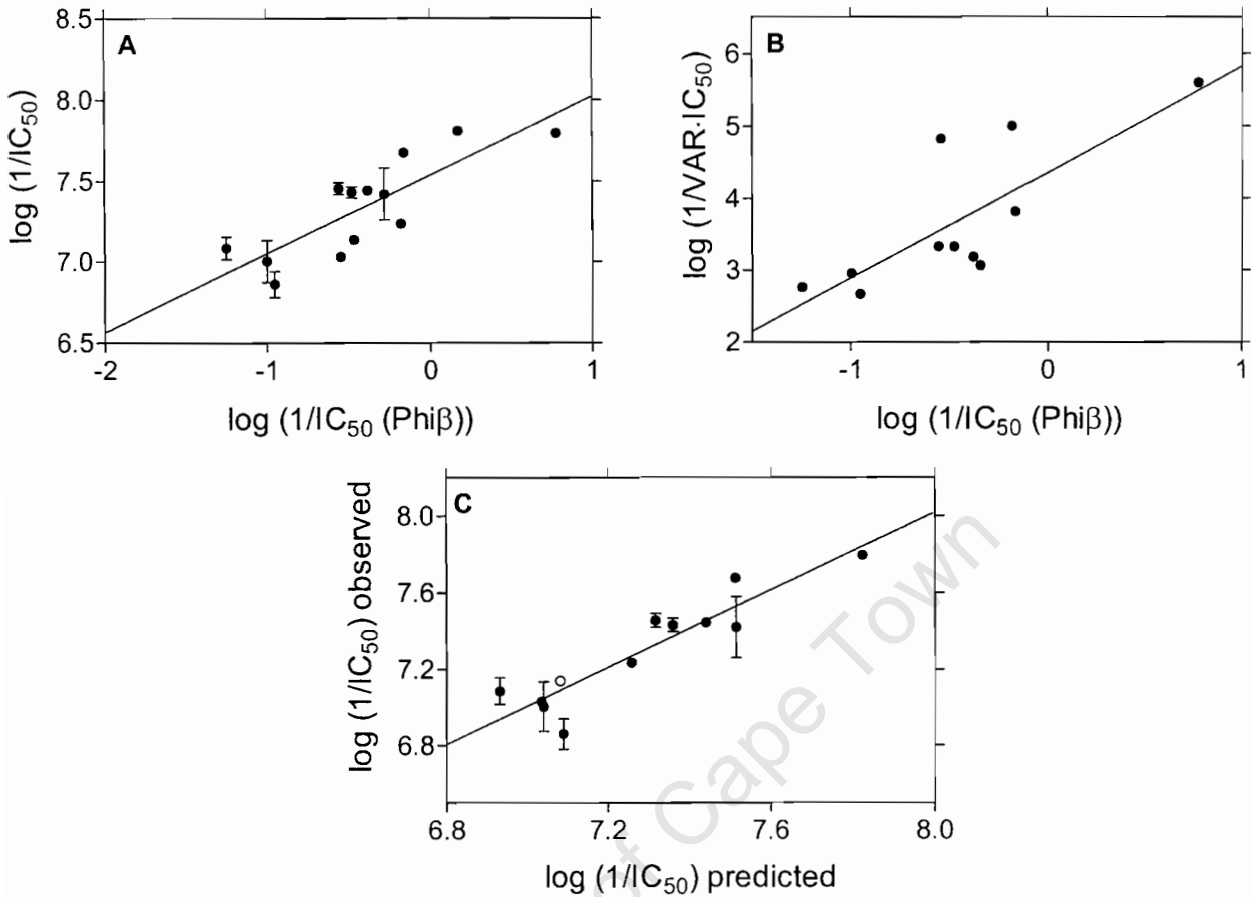 A
8.5
8.0
7.5
7.0
6.5
log (1/IC50)
-2 -1 0 1
log (1/IC50 (Phiβ))
B
6
5
4
3
2
log (1/VAR·IC50)
-1 0 1
log (1/IC50 (Phiβ))
C
8.0
7.6
7.2
6.8
log (1/IC50) observed
6.8 7.2 7.6 8.0
log (1/IC50) predicted
of Cape Town